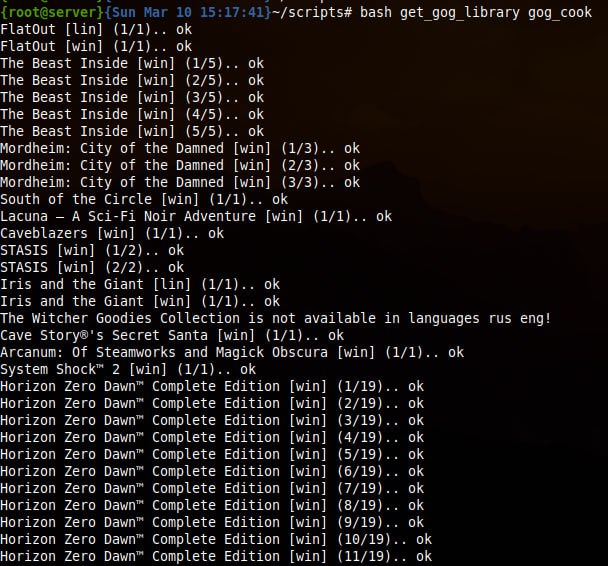 {root@server}{Sun Mar 10 15:17:41}~/scripts# bash get_gog_library gog_cook
FlatOut [lin] (1/1).. ok
FlatOut [win] (1/1).. ok
The Beast Inside [win] (1/5).. ok
The Beast Inside [win] (2/5).. ok
The Beast Inside [win] (3/5).. ok
The Beast Inside [win] (4/5).. ok
The Beast Inside [win] (5/5).. ok
Mordheim: City of the Damned [win] (1/3).. ok
Mordheim: City of the Damned [win] (2/3).. ok
Mordheim: City of the Damned [win] (3/3).. ok
South of the Circle [win] (1/1).. ok
Lacuna – A Sci-Fi Noir Adventure [win] (1/1).. ok
Caveblazers [win] (1/1).. ok
STASIS [win] (1/2).. ok
STASIS [win] (2/2).. ok
Iris and the Giant [lin] (1/1).. ok
Iris and the Giant [win] (1/1).. ok
The Witcher Goodies Collection is not available in languages rus eng!
Cave Story®'s Secret Santa [win] (1/1).. ok
Arcanum: Of Steamworks and Magick Obscura [win] (1/1).. ok
System Shock™ 2 [win] (1/1).. ok
Horizon Zero Dawn™ Complete Edition [win] (1/19).. ok
Horizon Zero Dawn™ Complete Edition [win] (2/19).. ok
Horizon Zero Dawn™ Complete Edition [win] (3/19).. ok
Horizon Zero Dawn™ Complete Edition [win] (4/19).. ok
Horizon Zero Dawn™ Complete Edition [win] (5/19).. ok
Horizon Zero Dawn™ Complete Edition [win] (6/19).. ok
Horizon Zero Dawn™ Complete Edition [win] (7/19).. ok
Horizon Zero Dawn™ Complete Edition [win] (8/19).. ok
Horizon Zero Dawn™ Complete Edition [win] (9/19).. ok
Horizon Zero Dawn™ Complete Edition [win] (10/19).. ok
Horizon Zero Dawn™ Complete Edition [win] (11/19).. ok